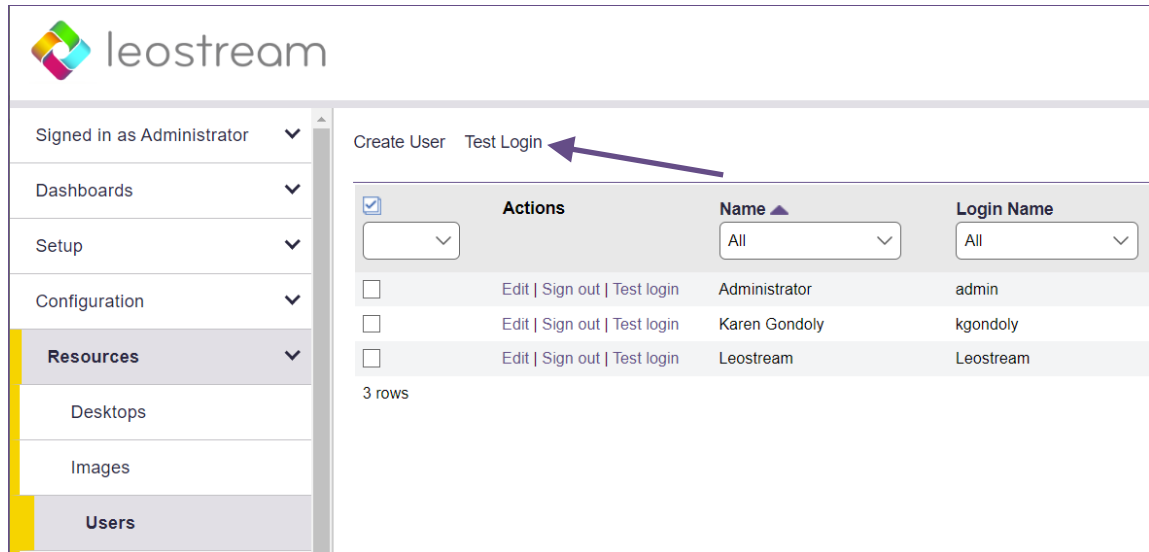 leostream
Signed in as Administrator
Dashboards
Setup
Configuration
Resources
Desktops
Images
Users
Create User Test Login
Actions Name Login Name
All All
Edit | Sign out | Test login Administrator admin
Edit | Sign out | Test login Karen Gondoly kgondoly
Edit | Sign out | Test login Leostream Leostream
3 rows